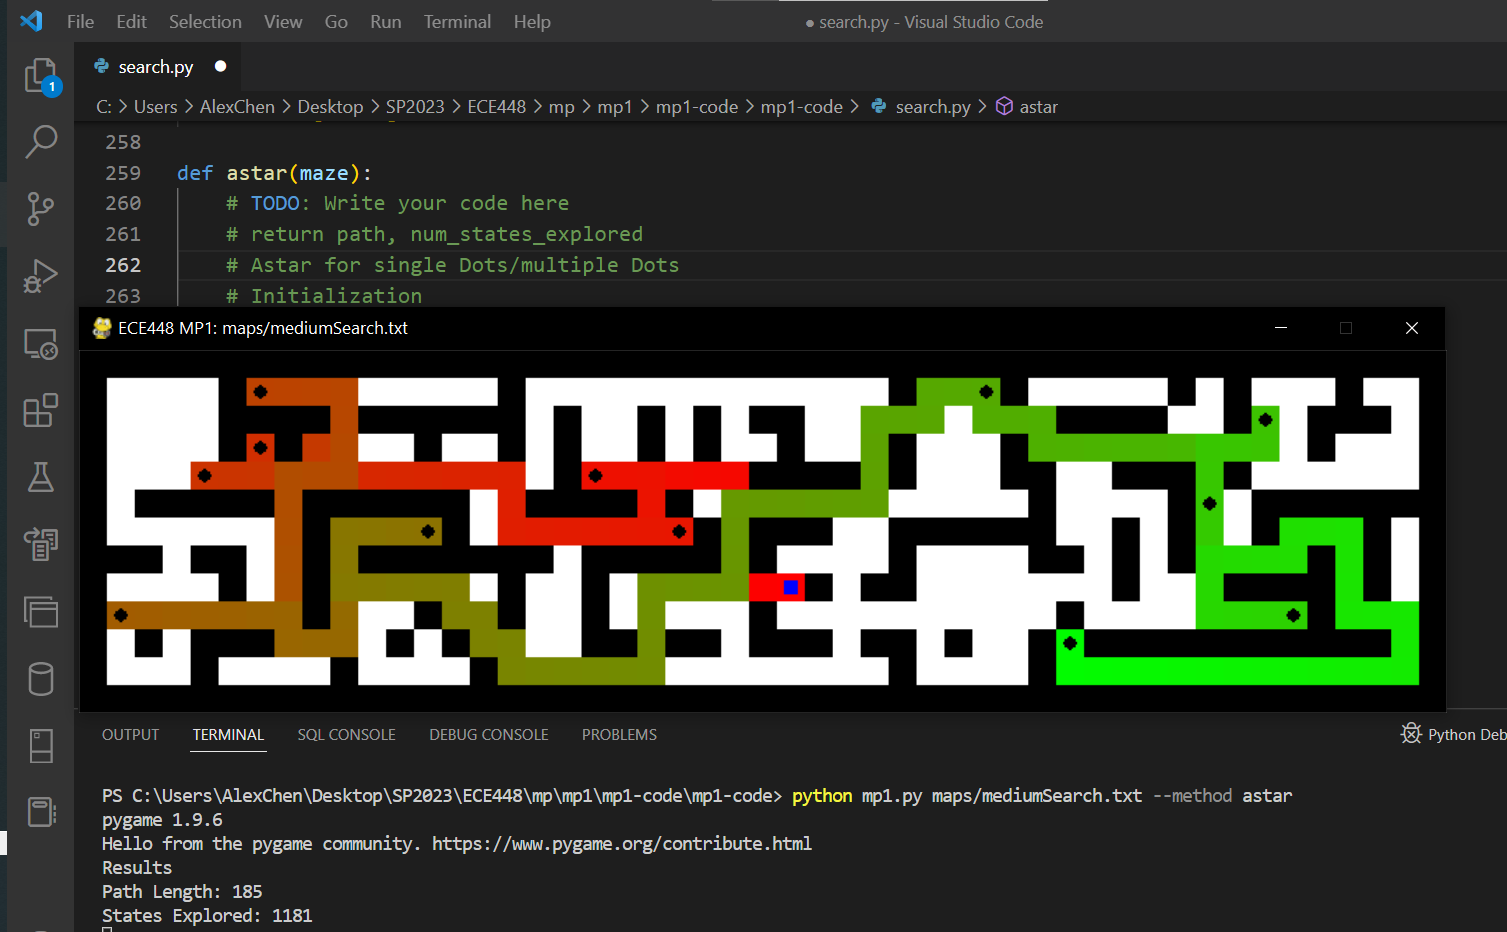 File Edit Selection View Go Run Terminal Help ● search.py - Visual Studio Code
1
search.py ●
C: > Users > AlexChen > Desktop > SP2023 > ECE448 > mp > mp1 > mp1-code > mp1-code > search.py > astar
258
259 def astar(maze):
260 # TODO: Write your code here
261 # return path, num_states_explored
262 # Astar for single Dots/multiple Dots
263 # Initialization
ECE448 MP1: maps/mediumSearch.txt
OUTPUT TERMINAL SQL CONSOLE DEBUG CONSOLE PROBLEMS Python Deb
PS C:\Users\AlexChen\Desktop\SP2023\ECE448\mp\mp1\mp1-code\mp1-code> python mp1.py maps/mediumSearch.txt --method astar
pygame 1.9.6
Hello from the pygame community. https://www.pygame.org/contribute.html
Results
Path Length: 185
States Explored: 1181